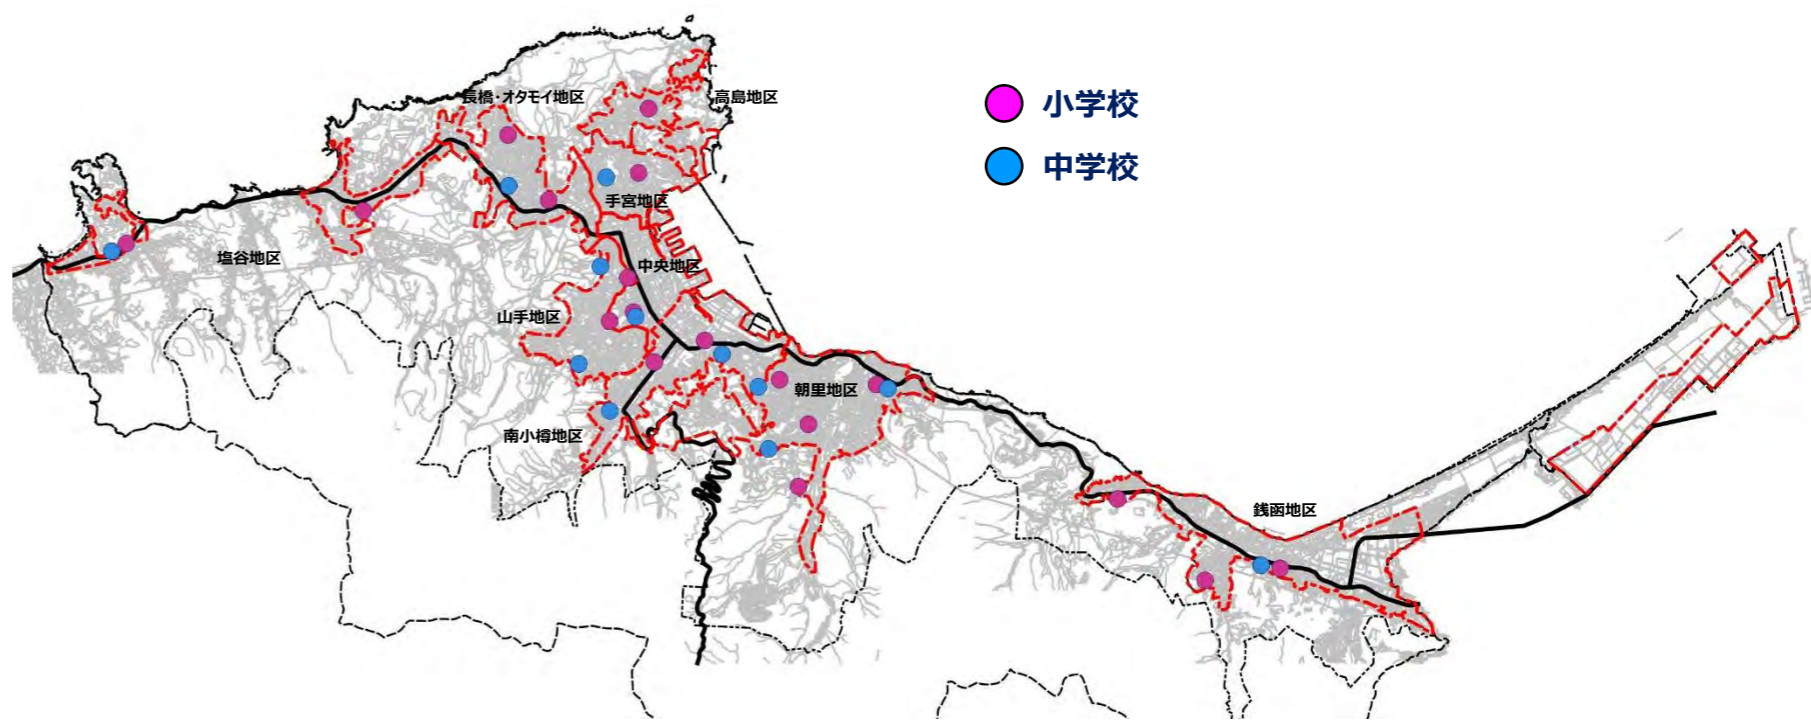 長橋・オタモイ地区
高島地区
小学校
中学校
手宮地区
塩谷地区
中央地区
山手地区
朝里地区
南小樽地区
銭函地区